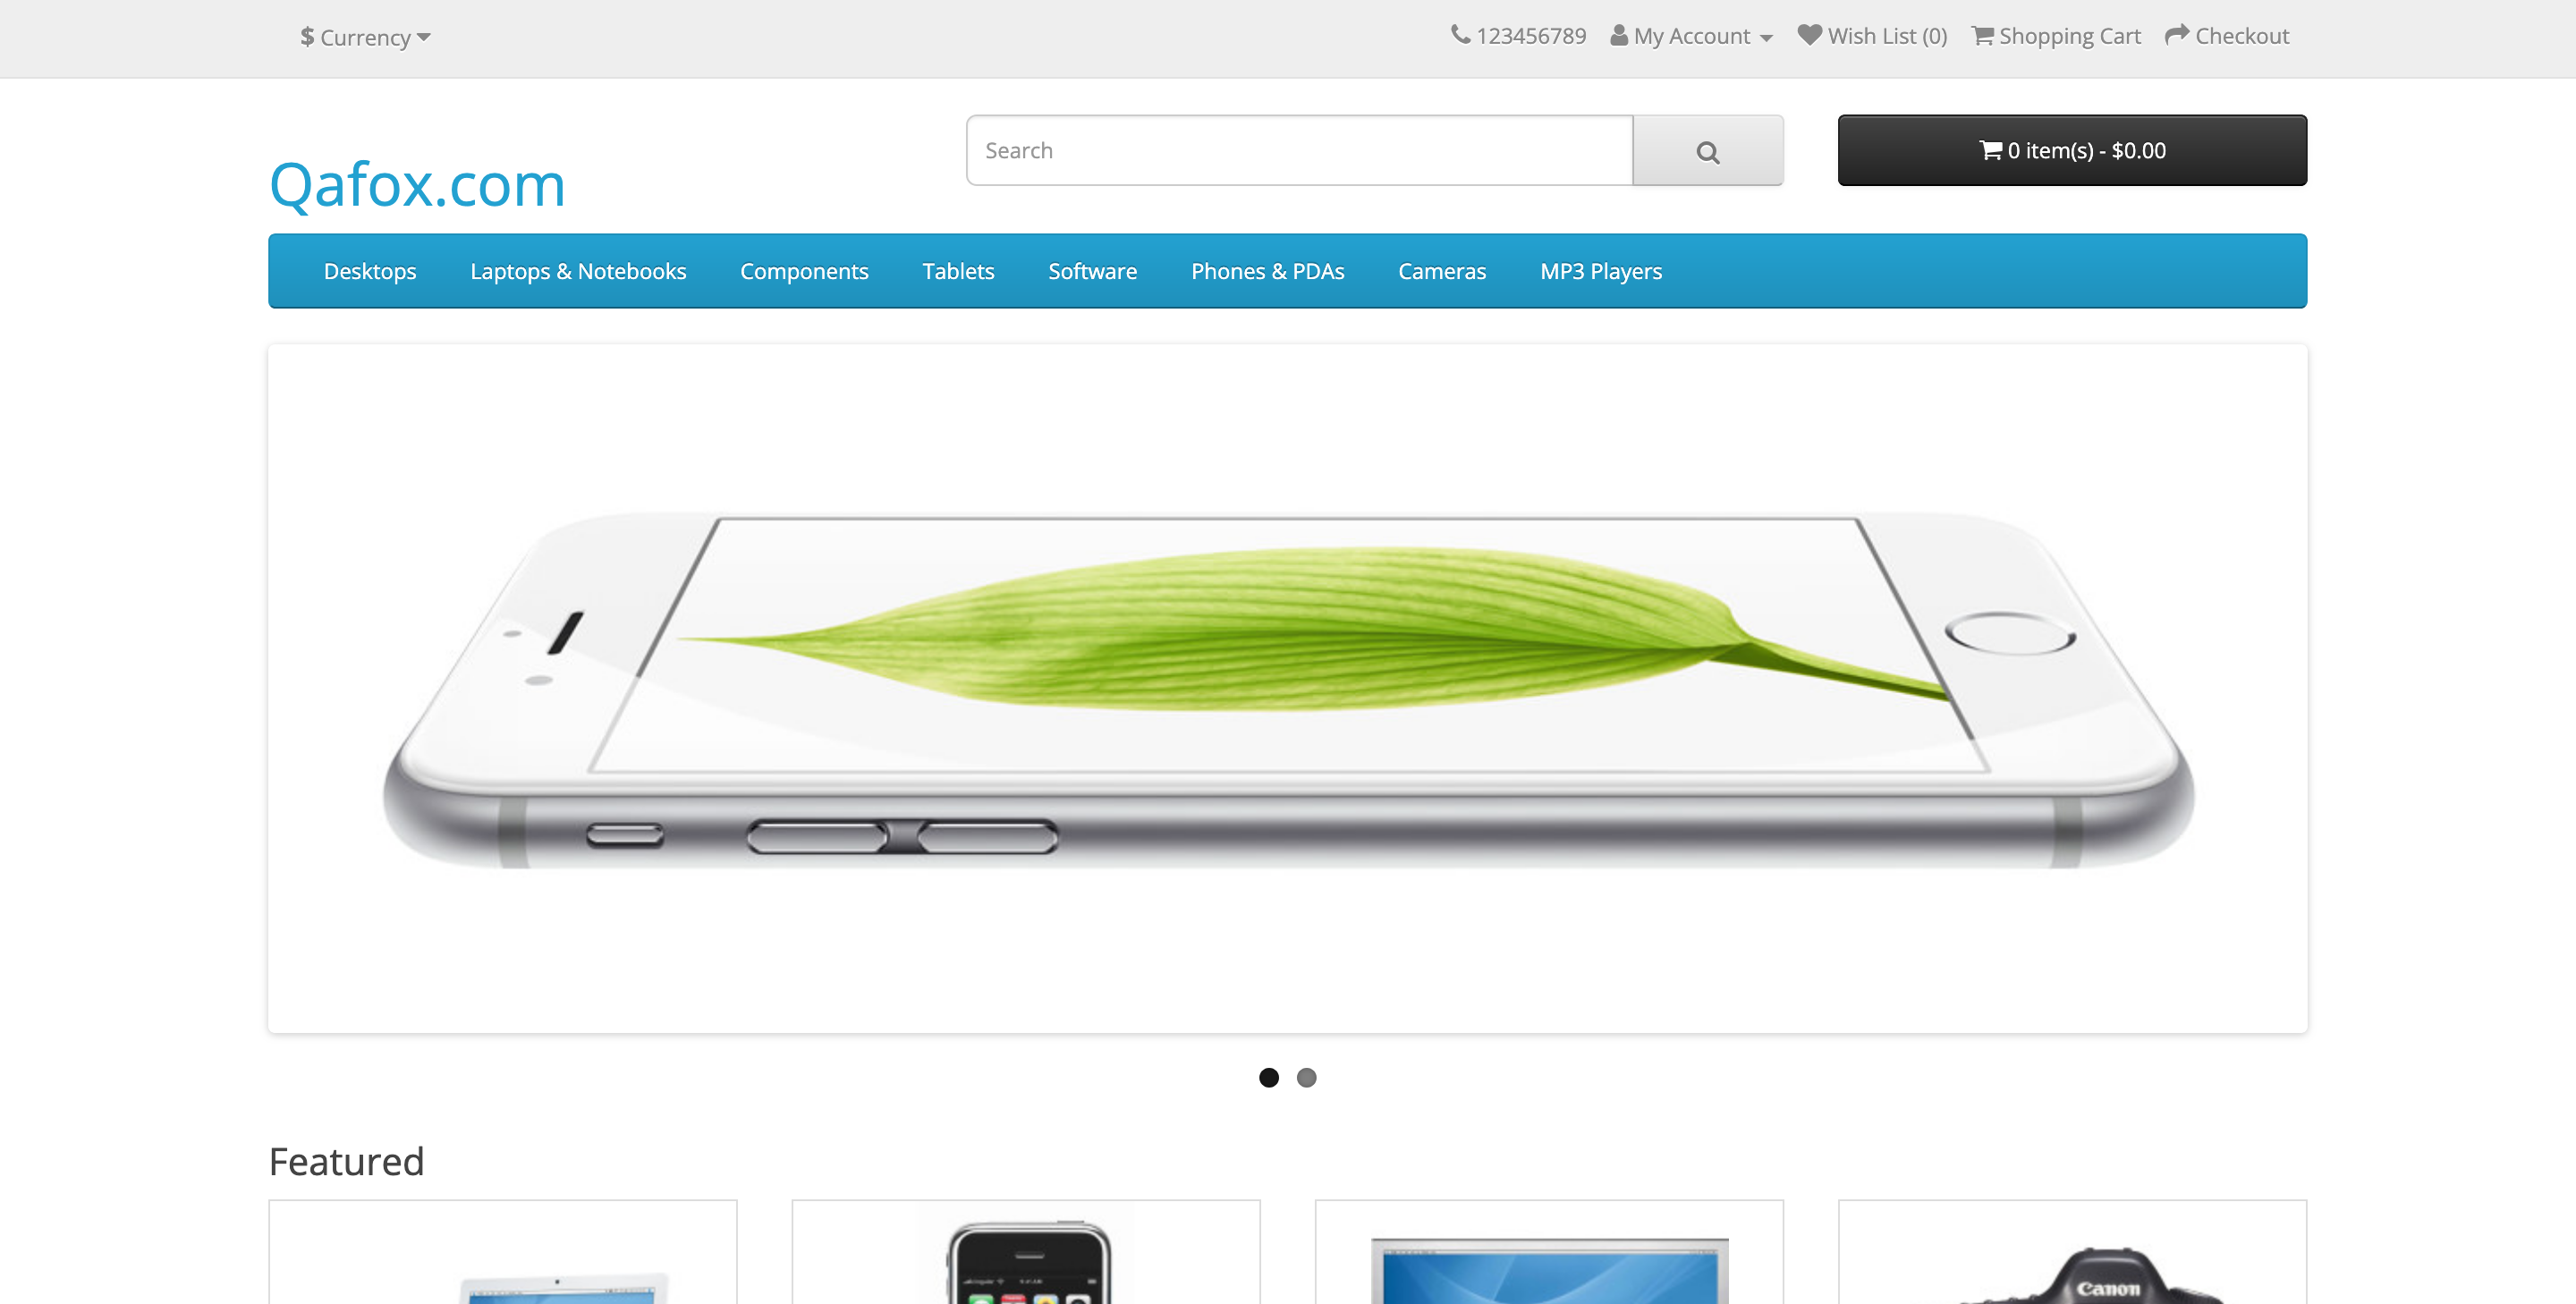 $ Currency
123456789 My Account Wish List (0) Shopping Cart Checkout
Search
0 item(s) - $0.00
Qafox.com
Desktops Laptops & Notebooks Components Tablets Software Phones & PDAs Cameras MP3 Players
Featured
Canon